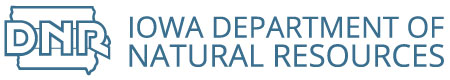 DNR
IOWA DEPARTMENT OF
NATURAL RESOURCES